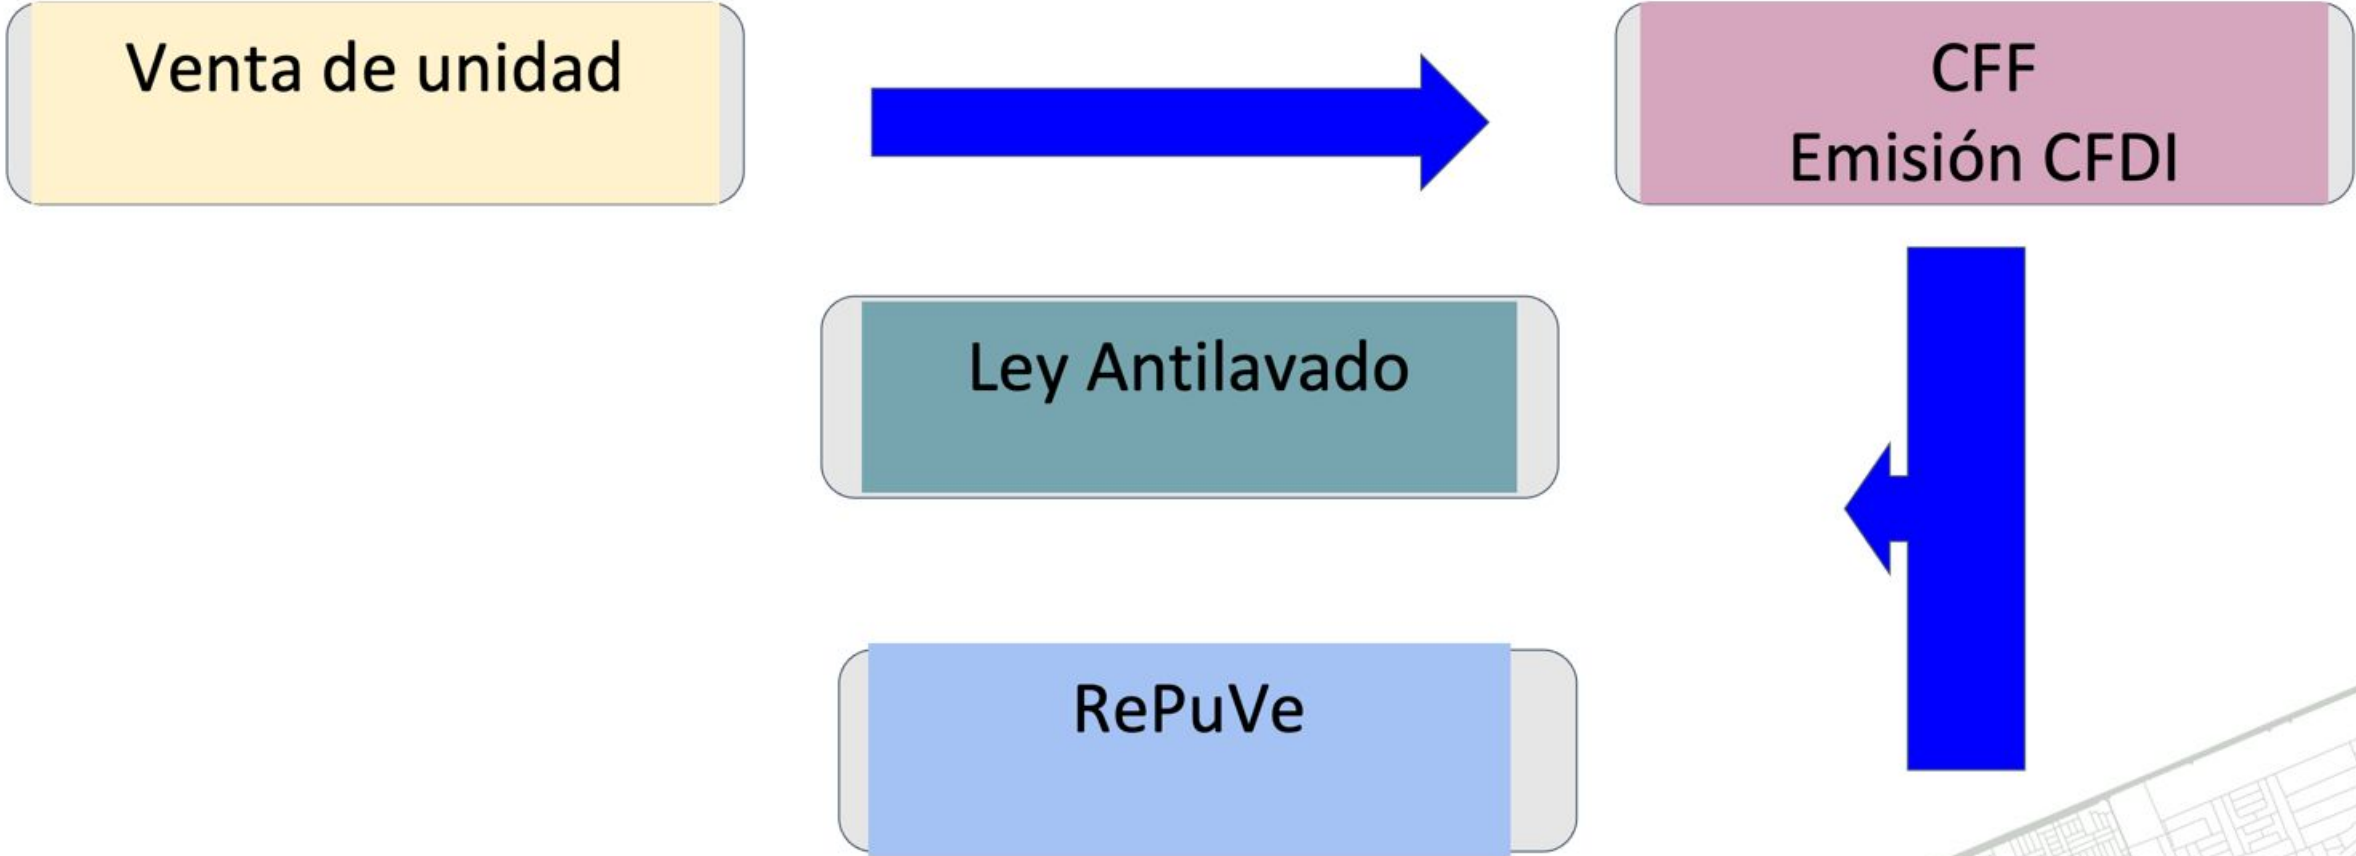 Venta de unidad
CFF
Emisión CFDI
Ley Antilavado
RePuVe